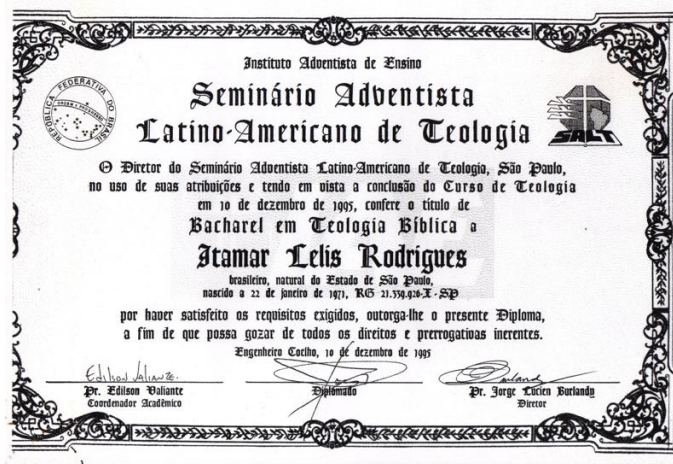 Instituto Adventista de Ensino
Seminário Adventista
Latino-Americano de Teologia
REPÚBLICA FEDERATIVA DO BRASIL
SALT
O Diretor do Seminário Adventista Latino-Americano de Teologia, São Paulo,
no uso de suas atribuições e tendo em vista a conclusão do Curso de Teologia
em 10 de dezembro de 1995, confere o título de
Bacharel em Teologia Bíblica a
Itamar Lelis Rodrigues
brasileiro, natural do Estado de São Paulo,
nascido a 22 de janeiro de 1971, RG 21.359.926-X - SP
por haver satisfeito os requisitos exigidos, outorga-lhe o presente Diploma,
a fim de que possa gozar de todos os direitos e prerrogativas inerentes.
Engenheiro Coelho, 10 de dezembro de 1995
Edilson Valiante
Dr. Edilson Valiante
Coordenador Acadêmico
Diplomado
Dr. Jorge Lucien Burlandy
Diretor